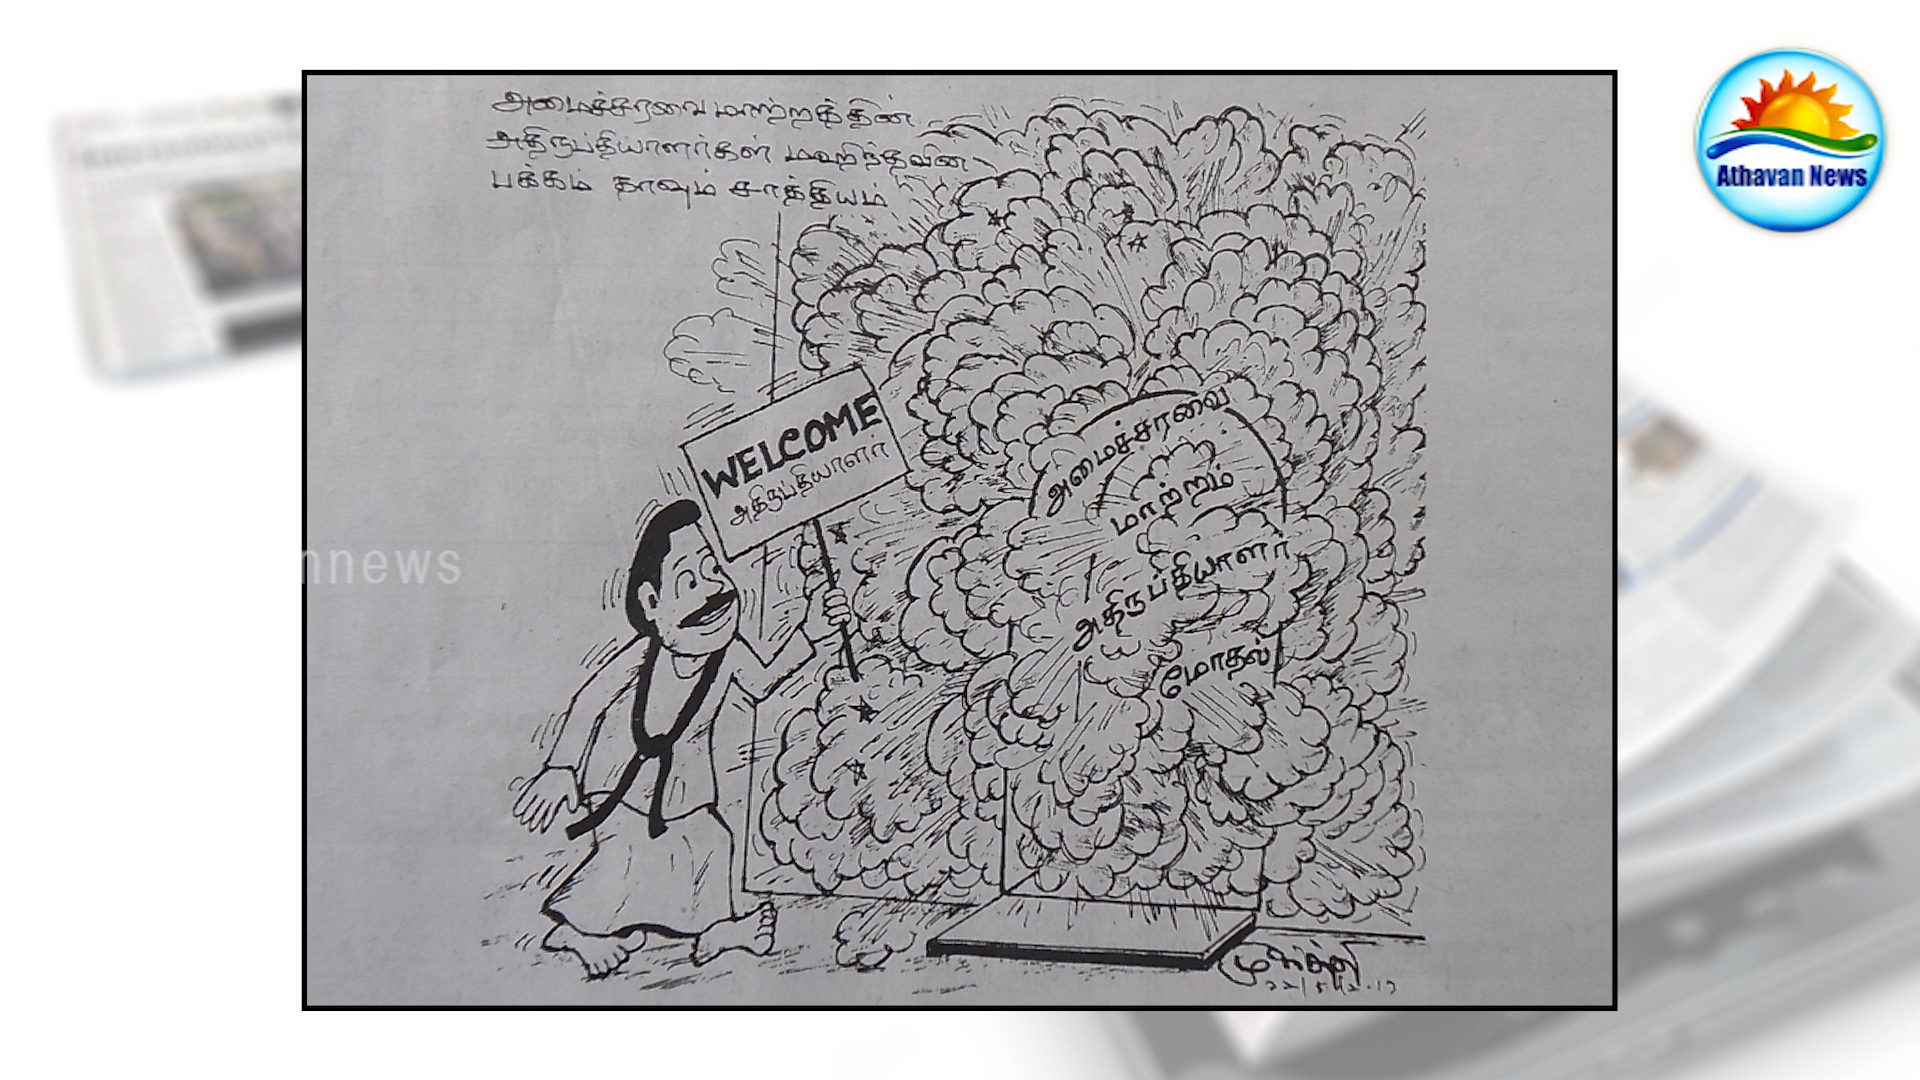 அமைச்சரவை மாற்றத்தின்
அதிருப்தியாளர்கள் மஹிந்தவின்
பக்கம் தாவும் சாத்தியம்
Athavan News
WELCOME
அதிருப்தியாளர்
அமைச்சரவை
மாற்றம்
அதிருப்தியாளர்
மோதல்
nnews